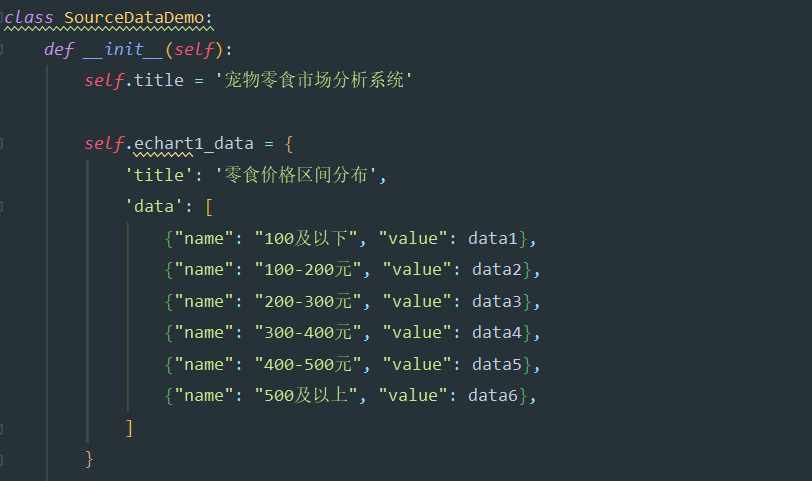 class SourceDataDemo:
    def __init__(self):
        self.title = '宠物零食市场分析系统'
        self.echart1_data = {
            'title': '零食价格区间分布',
            'data': [
                {"name": "100及以下", "value": data1},
                {"name": "100-200元", "value": data2},
                {"name": "200-300元", "value": data3},
                {"name": "300-400元", "value": data4},
                {"name": "400-500元", "value": data5},
                {"name": "500及以上", "value": data6},
            ]
        }